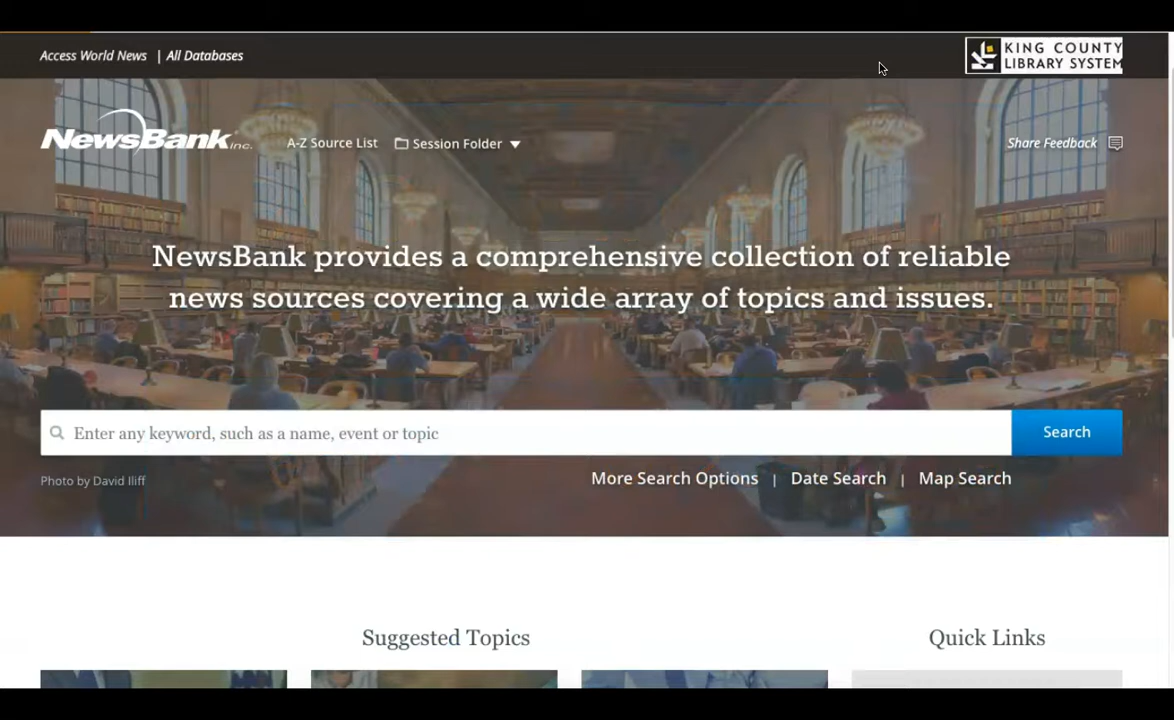 Access World News | All Databases
KING COUNTY
LIBRARY SYSTEM
NewsBank inc.
A-Z Source List
Session Folder
Share Feedback
NewsBank provides a comprehensive collection of reliable
news sources covering a wide array of topics and issues.
Enter any keyword, such as a name, event or topic
Search
Photo by David Iliff
More Search Options | Date Search | Map Search
Suggested Topics
Quick Links